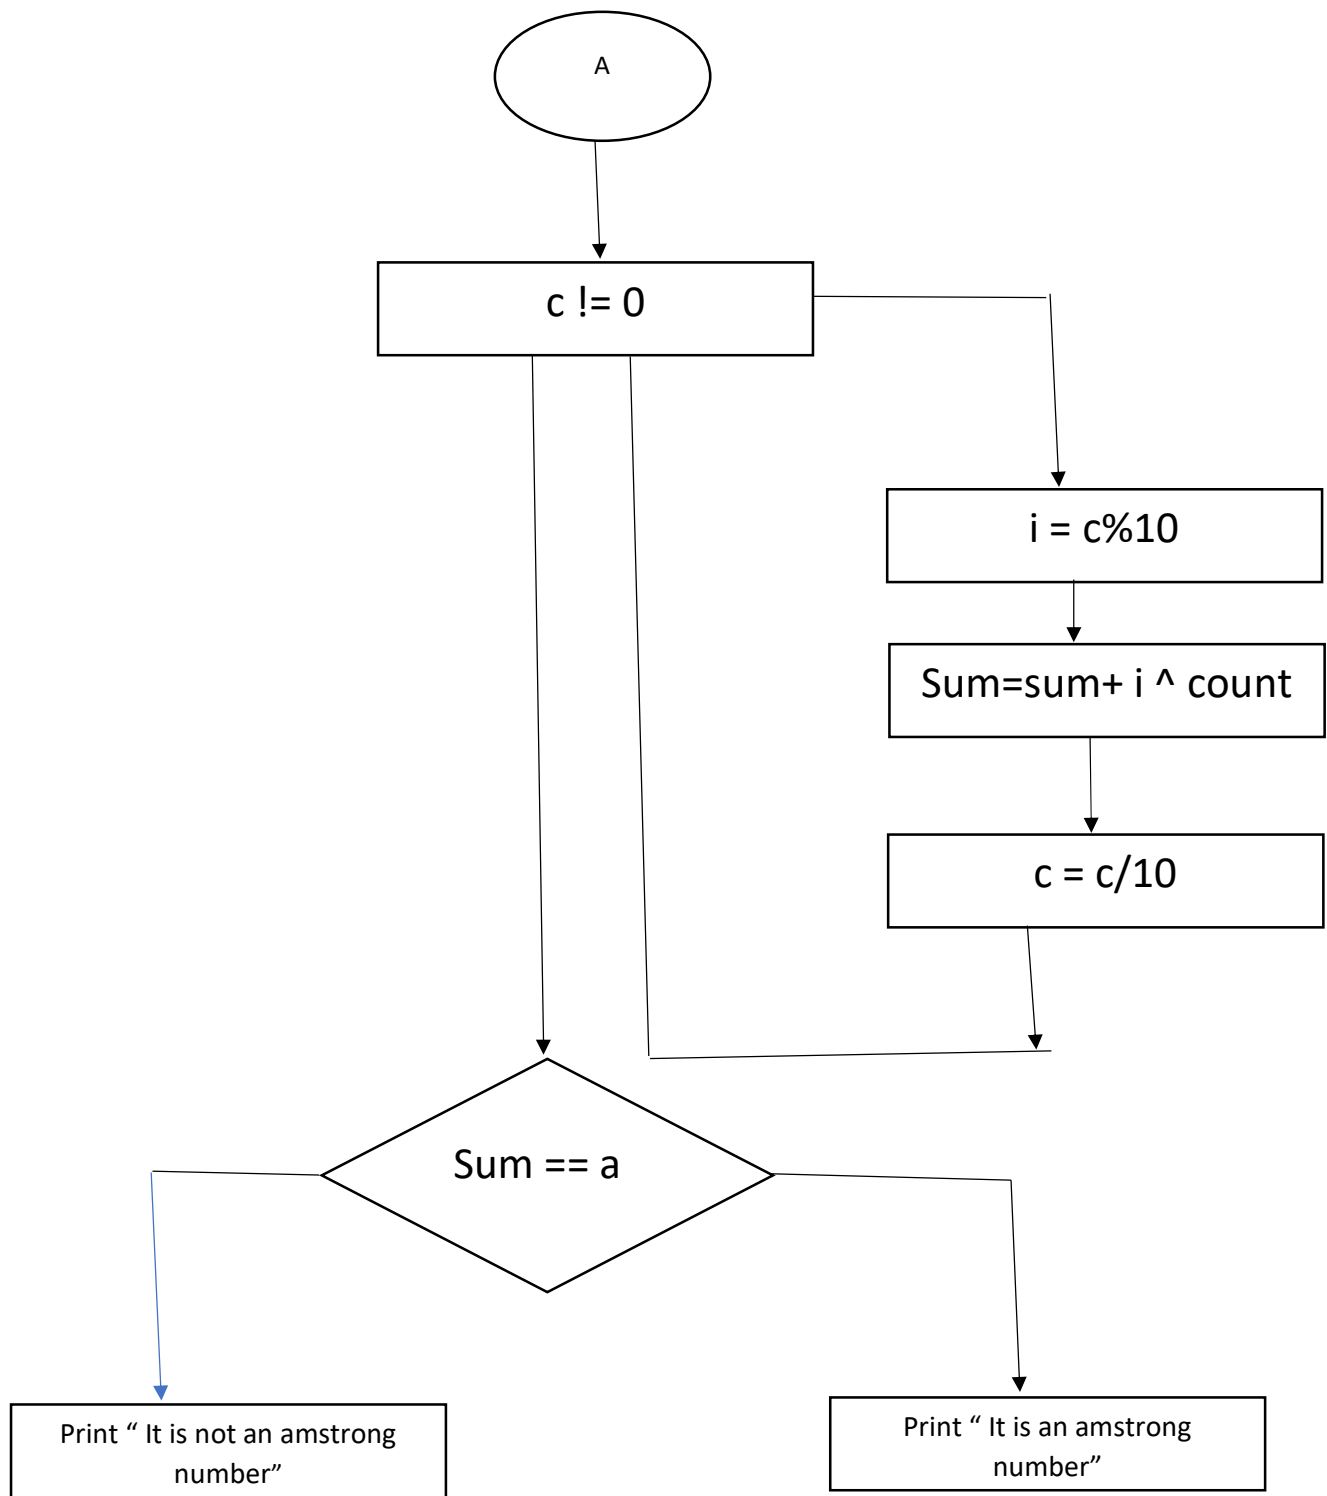 A
c != 0
i = c%10
Sum=sum+ i ^ count
c = c/10
Sum == a
Print “ It is not an amstrong
number”
Print “ It is an amstrong
number”